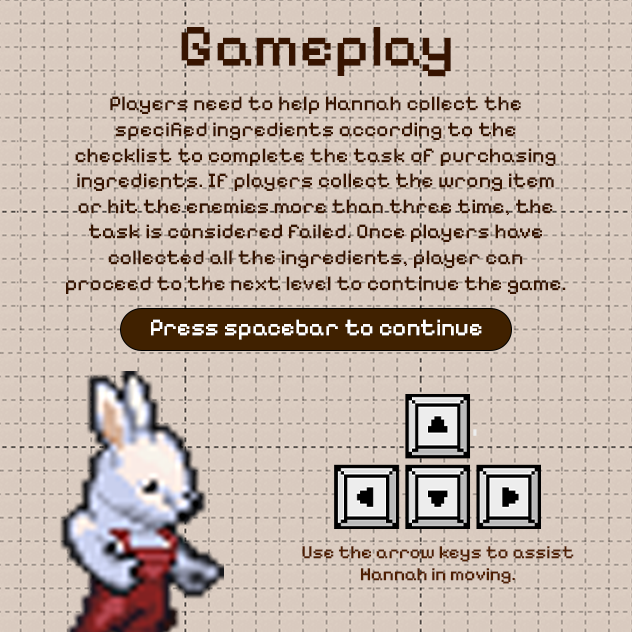 Gameplay
Players need to help Hannah collect the
specified ingredients according to the
checklist to complete the task of purchasing
ingredients. If players collect the wrong item
or hit the enemies more than three time, the
task is considered failed. Once players have
collected all the ingredients, player can
proceed to the next level to continue the game.
Press spacebar to continue
Use the arrow keys to assist
Hannah in moving.